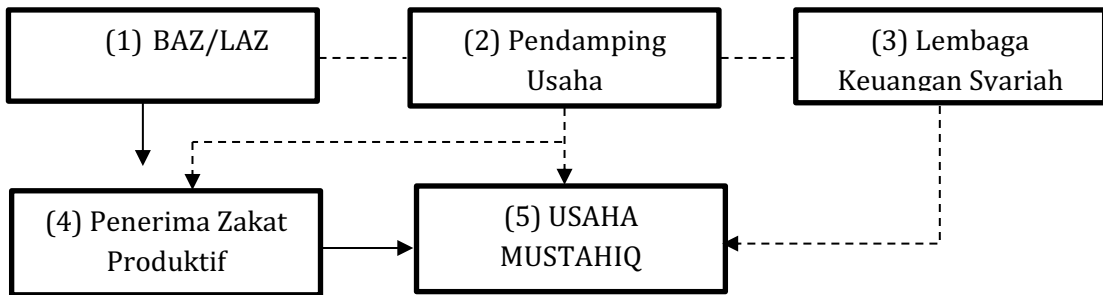 (1) BAZ/LAZ
(2) Pendamping
Usaha
(3) Lembaga
Keuangan Syariah
(4) Penerima Zakat
Produktif
(5) USAHA
MUSTAHIQ